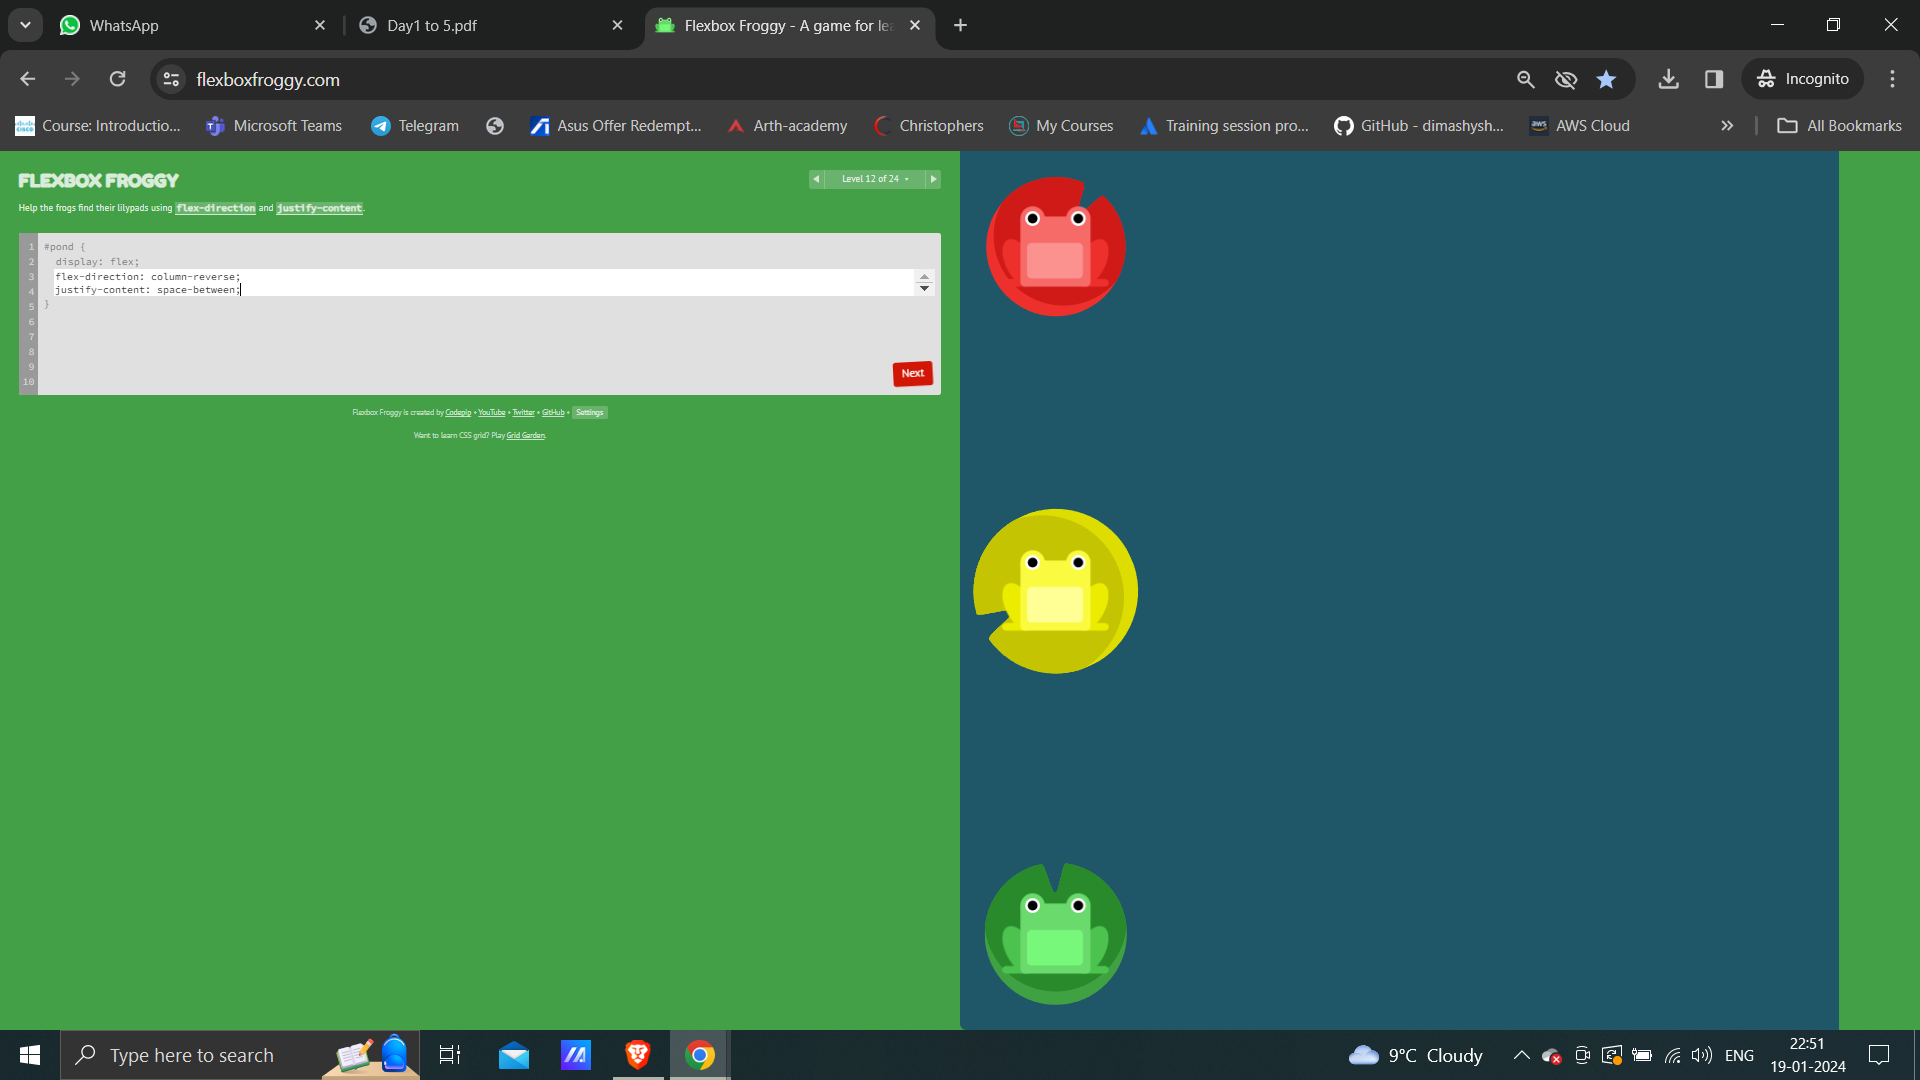 WhatsApp
Day1 to 5.pdf
Flexbox Froggy - A game for lea
flexboxfroggy.com
Incognito
Course: Introductio...
Microsoft Teams
Telegram
Asus Offer Redempt...
Arth-academy
Christophers
My Courses
Training session pro...
GitHub - dimashysh...
AWS Cloud
All Bookmarks
FLEXBOX FROGGY
Level 12 of 24
Help the frogs find their lilypads using flex-direction and justify-content.
1 #pond {
2 display: flex;
3 flex-direction: column-reverse;
4 justify-content: space-between;
5 }
6
7
8
9
10
Next
Flexbox Froggy is created by Codepip • YouTube • Twitter • GitHub • Settings
Want to learn CSS grid? Play Grid Garden.
Type here to search
9°C Cloudy
ENG
22:51
19-01-2024